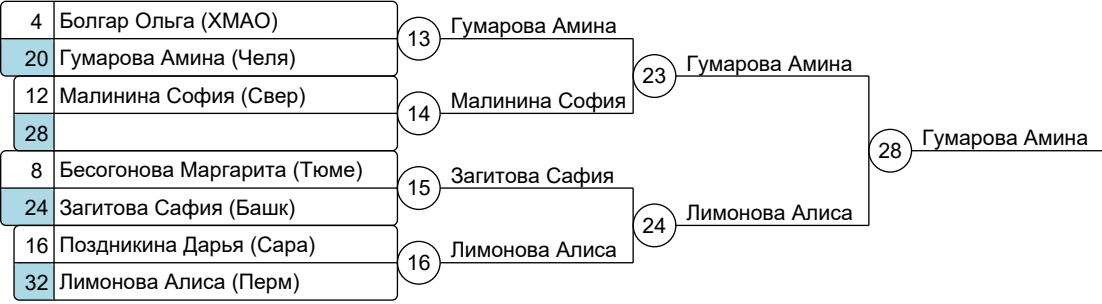 4 Болгар Ольга (ХМАО)
20 Гумарова Амина (Челя)
12 Малинина София (Свер)
28
8 Бесогонова Маргарита (Тюме)
24 Загитова Сафия (Башк)
16 Поздникина Дарья (Сара)
32 Лимонова Алиса (Перм)
13 Гумарова Амина
14 Малинина София
15 Загитова Сафия
16 Лимонова Алиса
23 Гумарова Амина
24 Лимонова Алиса
28 Гумарова Амина